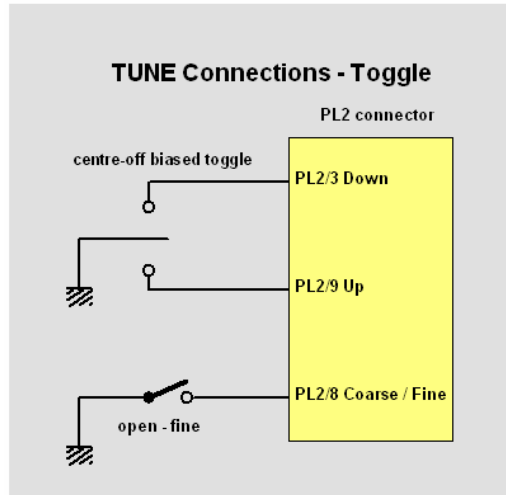 TUNE Connections - Toggle
PL2 connector
centre-off biased toggle
PL2/3 Down
PL2/9 Up
PL2/8 Coarse / Fine
open - fine